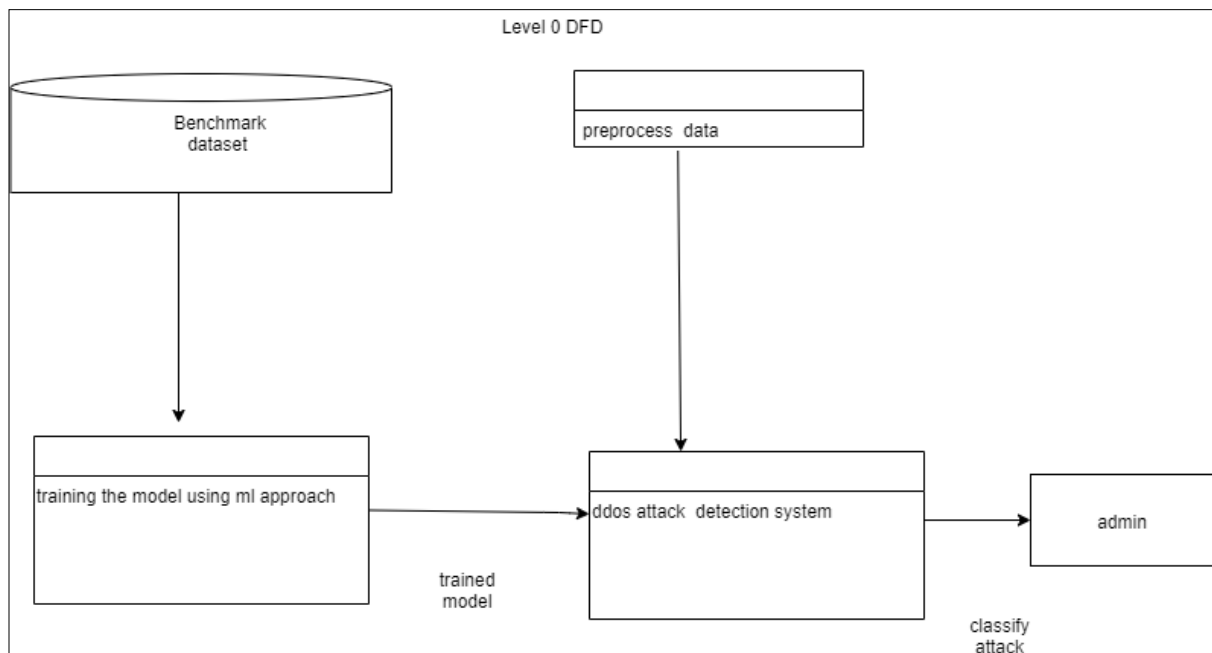 Level 0 DFD
Benchmark
dataset
preprocess data
training the model using ml approach
ddos attack detection system
admin
trained
model
classify
attack